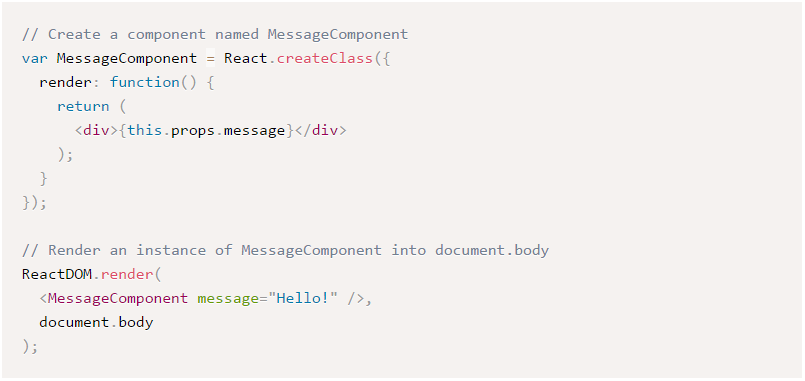 // Create a component named MessageComponent
var MessageComponent = React.createClass({
  render: function() {
    return (
      <div>{this.props.message}</div>
    );
  }
});

// Render an instance of MessageComponent into document.body
ReactDOM.render(
  <MessageComponent message="Hello!" />,
  document.body
);